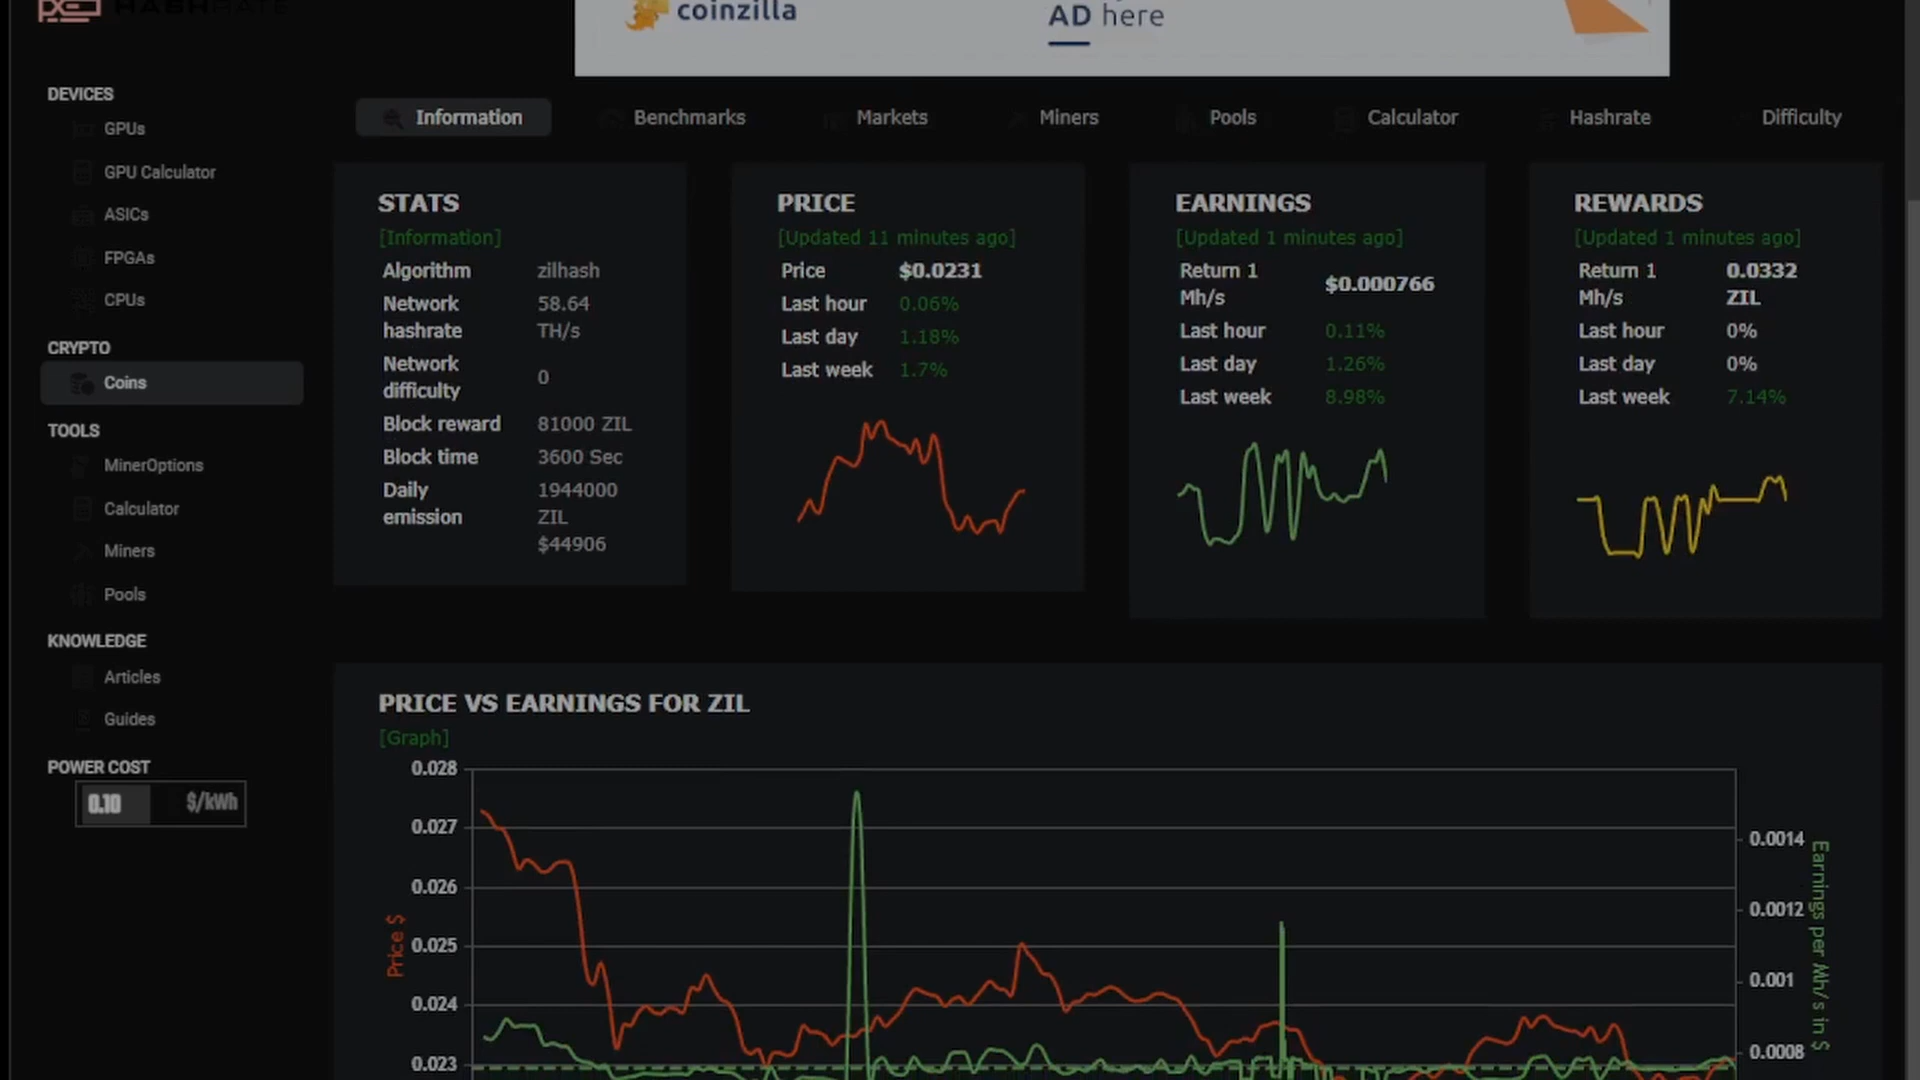 HASHRATE
coinzilla
AD here
DEVICES
GPUs
GPU Calculator
ASICs
FPGAs
CPUs
CRYPTO
Coins
TOOLS
MinerOptions
Calculator
Miners
Pools
KNOWLEDGE
Articles
Guides
POWER COST
0.10 $/kWh
Information Benchmarks Markets Miners Pools Calculator Hashrate Difficulty
STATS
[Information]
Algorithm zilhash
Network 58.64
hashrate TH/s
Network
difficulty 0
Block reward 81000 ZIL
Block time 3600 Sec
Daily 1944000
emission ZIL
$44906
PRICE
[Updated 11 minutes ago]
Price $0.0231
Last hour 0.06%
Last day 1.18%
Last week 1.7%
EARNINGS
[Updated 1 minutes ago]
Return 1
Mh/s $0.000766
Last hour 0.11%
Last day 1.26%
Last week 8.98%
REWARDS
[Updated 1 minutes ago]
Return 1 0.0332
Mh/s ZIL
Last hour 0%
Last day 0%
Last week 7.14%
PRICE VS EARNINGS FOR ZIL
[Graph]
Price $
0.028
0.027
0.026
0.025
0.024
0.023
0.0014
0.0012
0.001
0.0008
Earnings per Mh/s in $